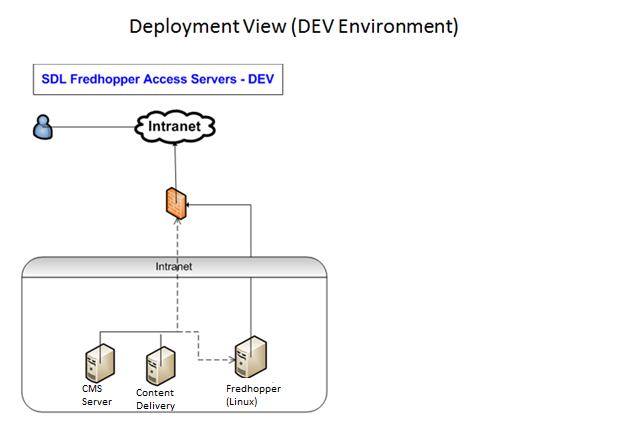 Deployment View (DEV Environment)
SDL Fredhopper Access Servers - DEV
Intranet
Intranet
CMS
Server
Content
Delivery
Fredhopper
(Linux)